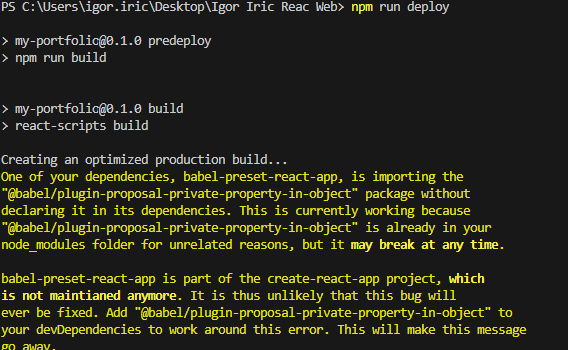 PS C:\Users\igor.iric\Desktop\Igor Iric Reac Web> npm run deploy
> my-portfolio@0.1.0 predeploy
> npm run build
> my-portfolio@0.1.0 build
> react-scripts build
Creating an optimized production build...
One of your dependencies, babel-preset-react-app, is importing the
"@babel/plugin-proposal-private-property-in-object" package without
declaring it in its dependencies. This is currently working because
"@babel/plugin-proposal-private-property-in-object" is already in your
node_modules folder for unrelated reasons, but it may break at any time.
babel-preset-react-app is part of the create-react-app project, which
is not maintianed anymore. It is thus unlikely that this bug will
ever be fixed. Add "@babel/plugin-proposal-private-property-in-object" to
your devDependencies to work around this error. This will make this message
go away.